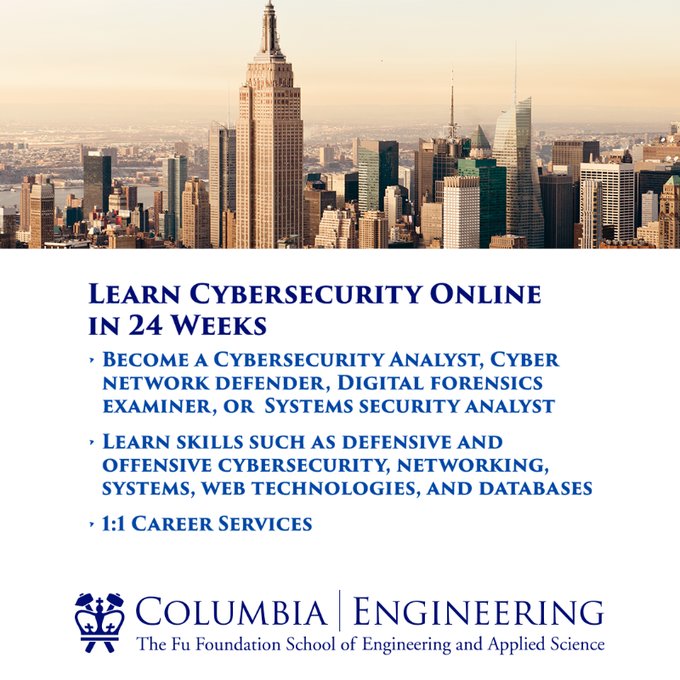 Learn Cybersecurity Online
in 24 Weeks
‣ Become a Cybersecurity Analyst, Cyber
network defender, Digital forensics
examiner, or Systems security analyst
‣ Learn skills such as defensive and
offensive cybersecurity, networking,
systems, web technologies, and databases
‣ 1:1 Career Services
Columbia | Engineering
The Fu Foundation School of Engineering and Applied Science